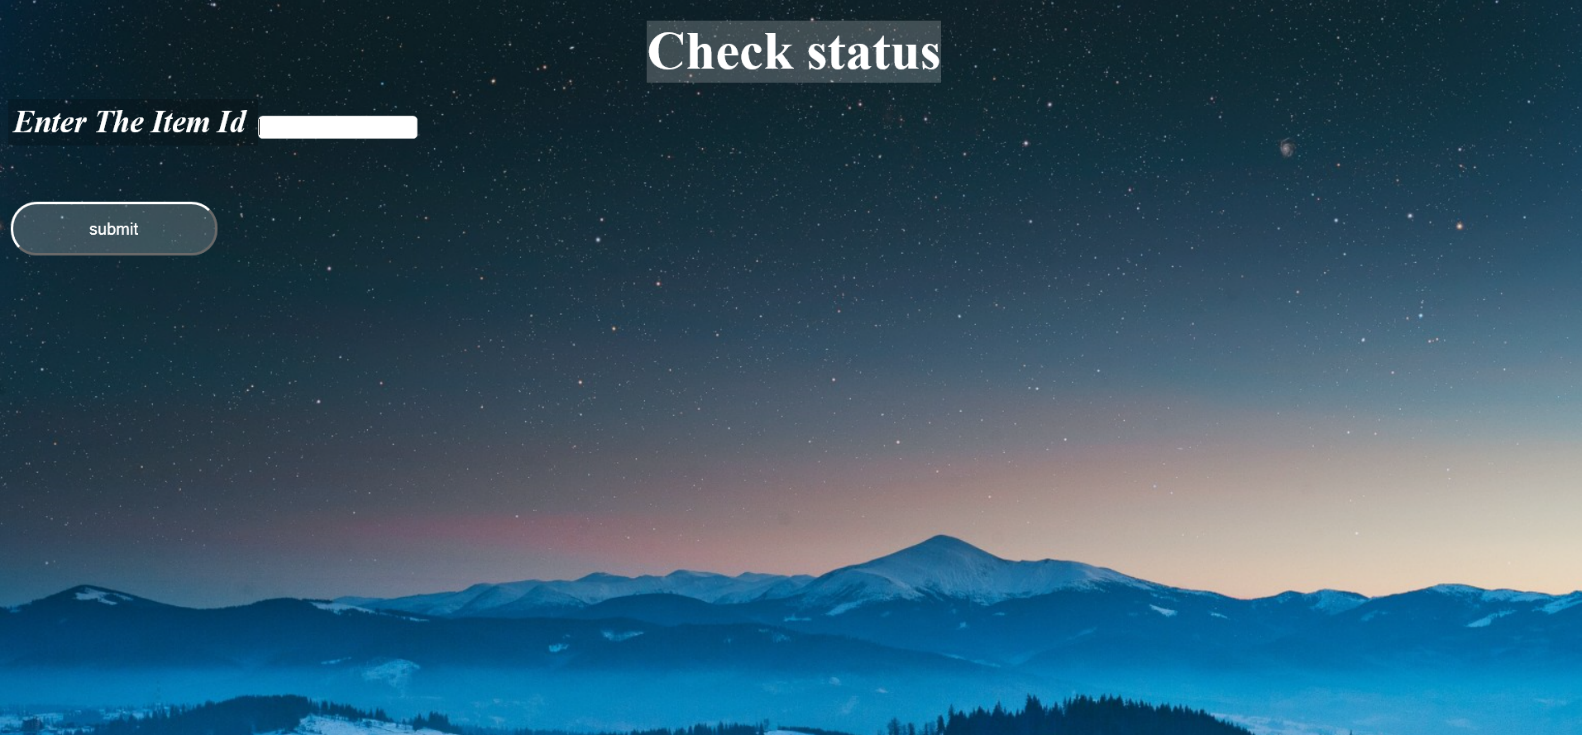 Check status
Enter The Item Id
submit